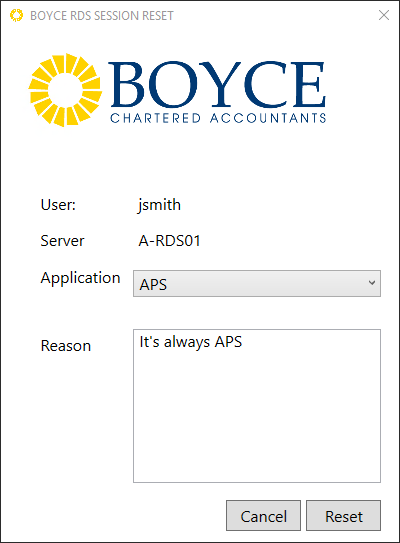 BOYCE RDS SESSION RESET
BOYCE
CHARTERED ACCOUNTANTS
User: jsmith
Server A-RDS01
Application APS
Reason It's always APS
Cancel Reset